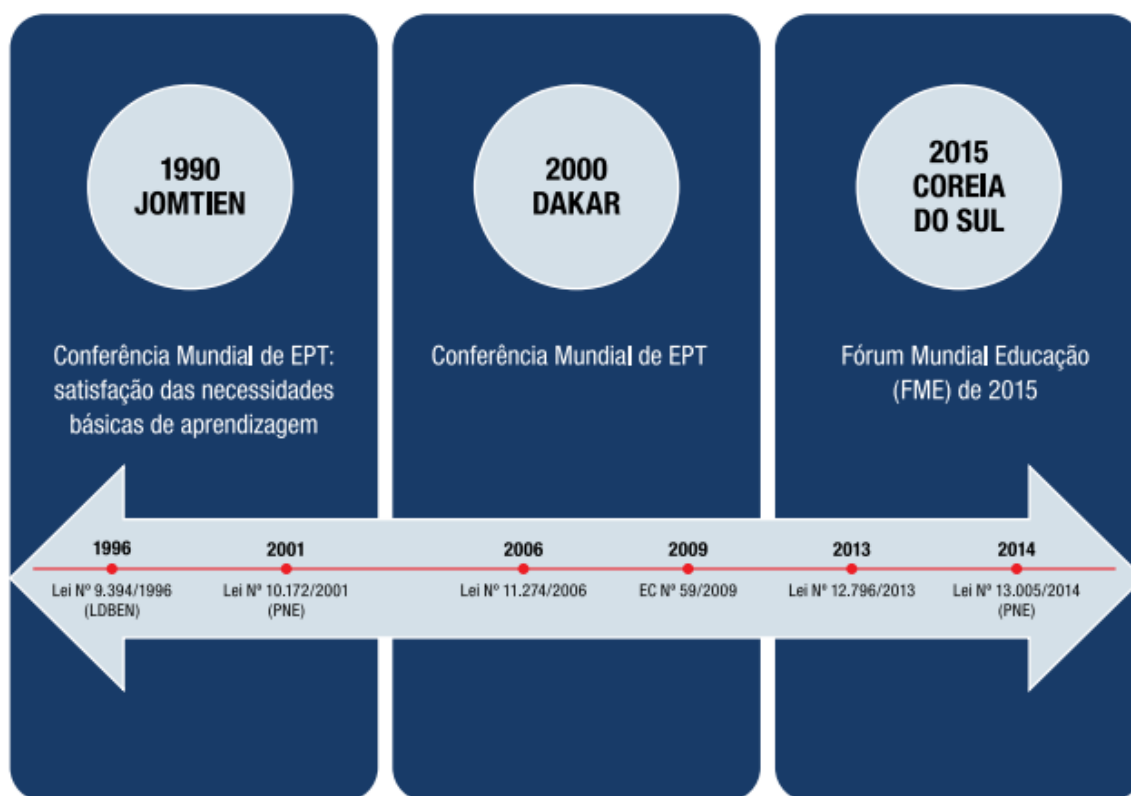 1990
JOMTIEN
Conferência Mundial de EPT:
satisfação das necessidades
básicas de aprendizagem
2000
DAKAR
Conferência Mundial de EPT
2015
COREIA
DO SUL
Fórum Mundial Educação
(FME) de 2015
1996
Lei Nº 9.394/1996
(LDBEN)
2001
Lei Nº 10.172/2001
(PNE)
2006
Lei Nº 11.274/2006
2009
EC Nº 59/2009
2013
Lei Nº 12.796/2013
2014
Lei Nº 13.005/2014
(PNE)